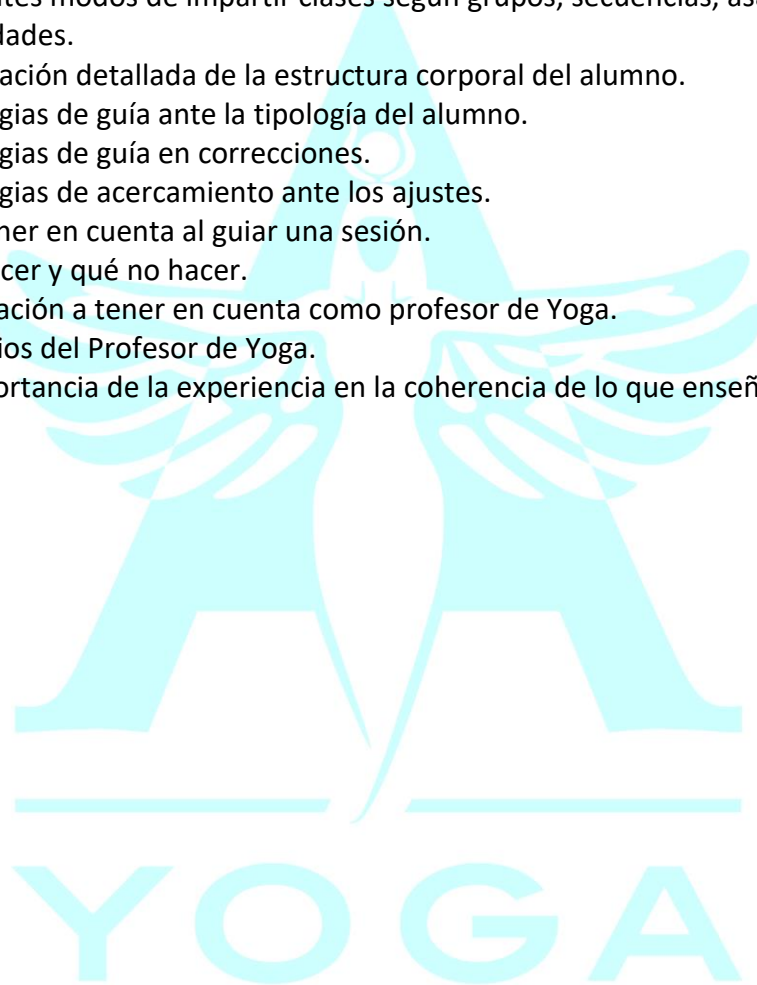 ntes modos de impartir clases según grupos, secuencias, as
dades.
ación detallada de la estructura corporal del alumno.
gias de guía ante la tipología del alumno.
gias de guía en correcciones.
gias de acercamiento ante los ajustes.
ner en cuenta al guiar una sesión.
cer y qué no hacer.
ación a tener en cuenta como profesor de Yoga.
ios del Profesor de Yoga.
ortancia de la experiencia en la coherencia de lo que enseñ
YOGA